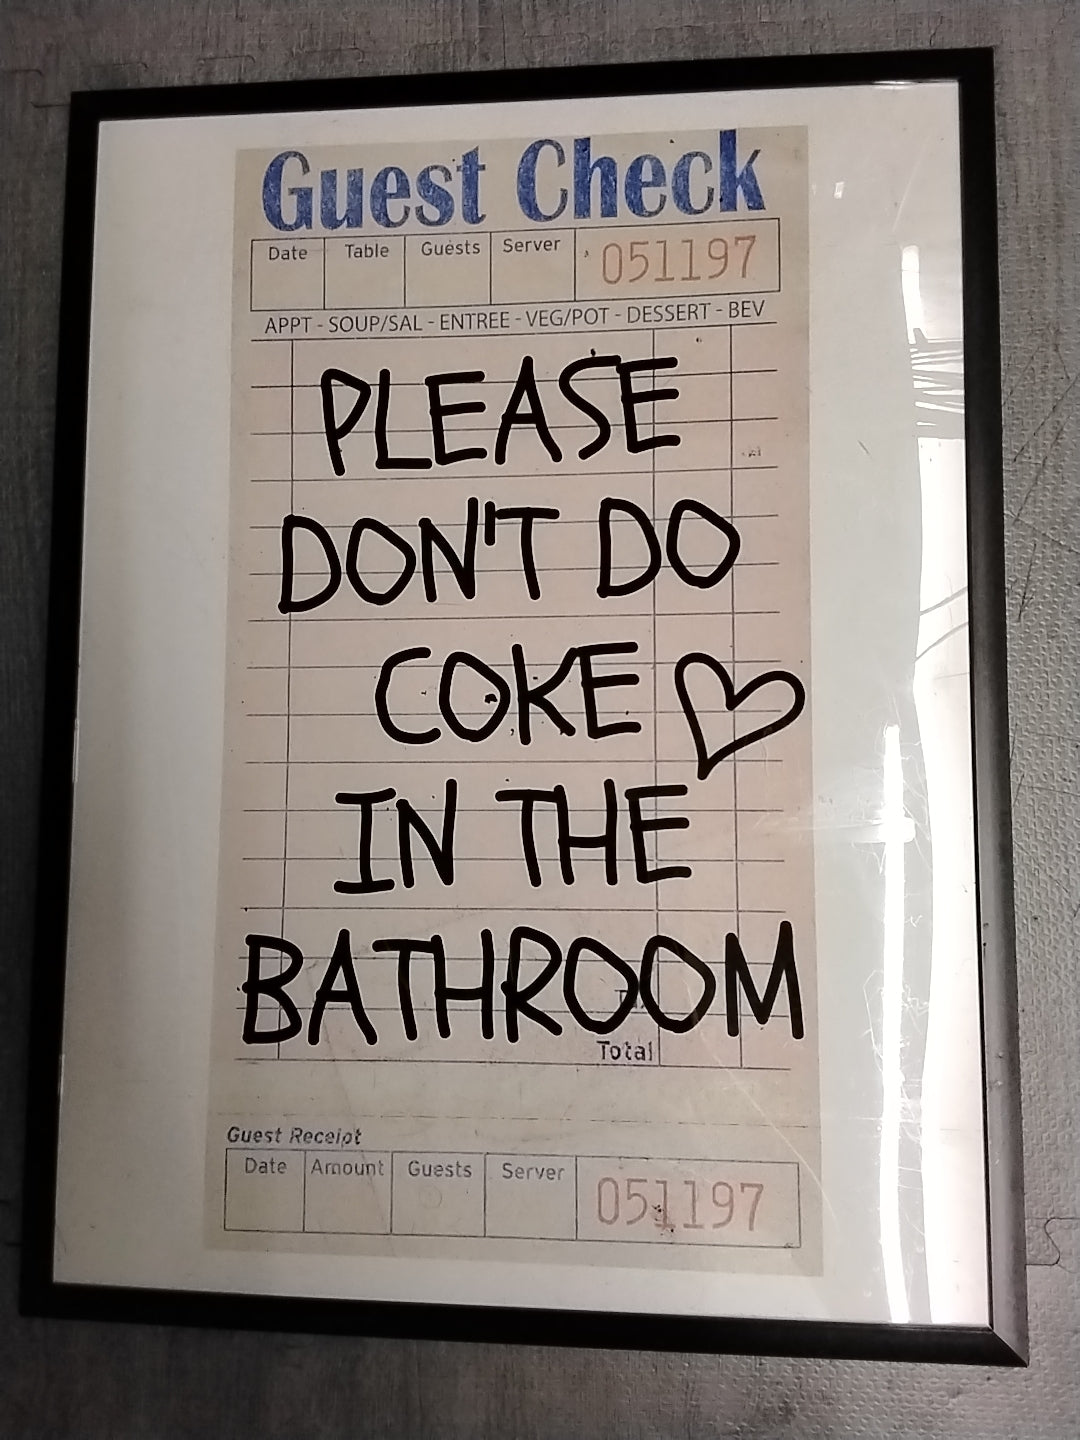 Guest Check
Date Table Guests Server 051197
APPT - SOUP/SAL - ENTREE - VEG/POT - DESSERT - BEV
PLEASE
DON'T DO
COKE
IN THE
BATHROOM
Total
Guest Receipt
Date Amount Guests Server 051197